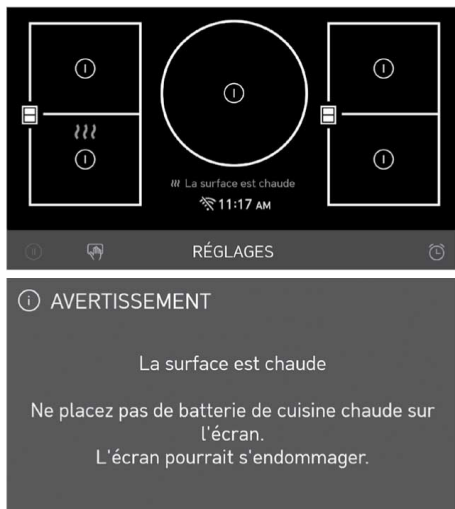 La surface est chaude
11:17 AM
RÉGLAGES
AVERTISSEMENT
La surface est chaude
Ne placez pas de batterie de cuisine chaude sur
l'écran.
L'écran pourrait s'endommager.